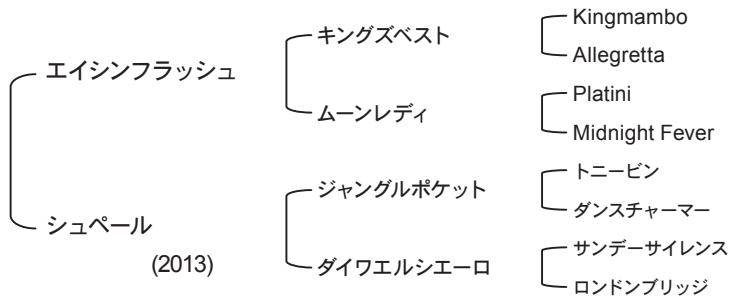 エイシンフラッシュ
キングズベスト
Kingmambo
Allegretta
ムーンレディ
Platini
Midnight Fever
シュペール
(2013)
ジャングルポケット
トニービン
ダンスチャーマー
ダイワエルシエーロ
サンデーサイレンス
ロンドンブリッジ